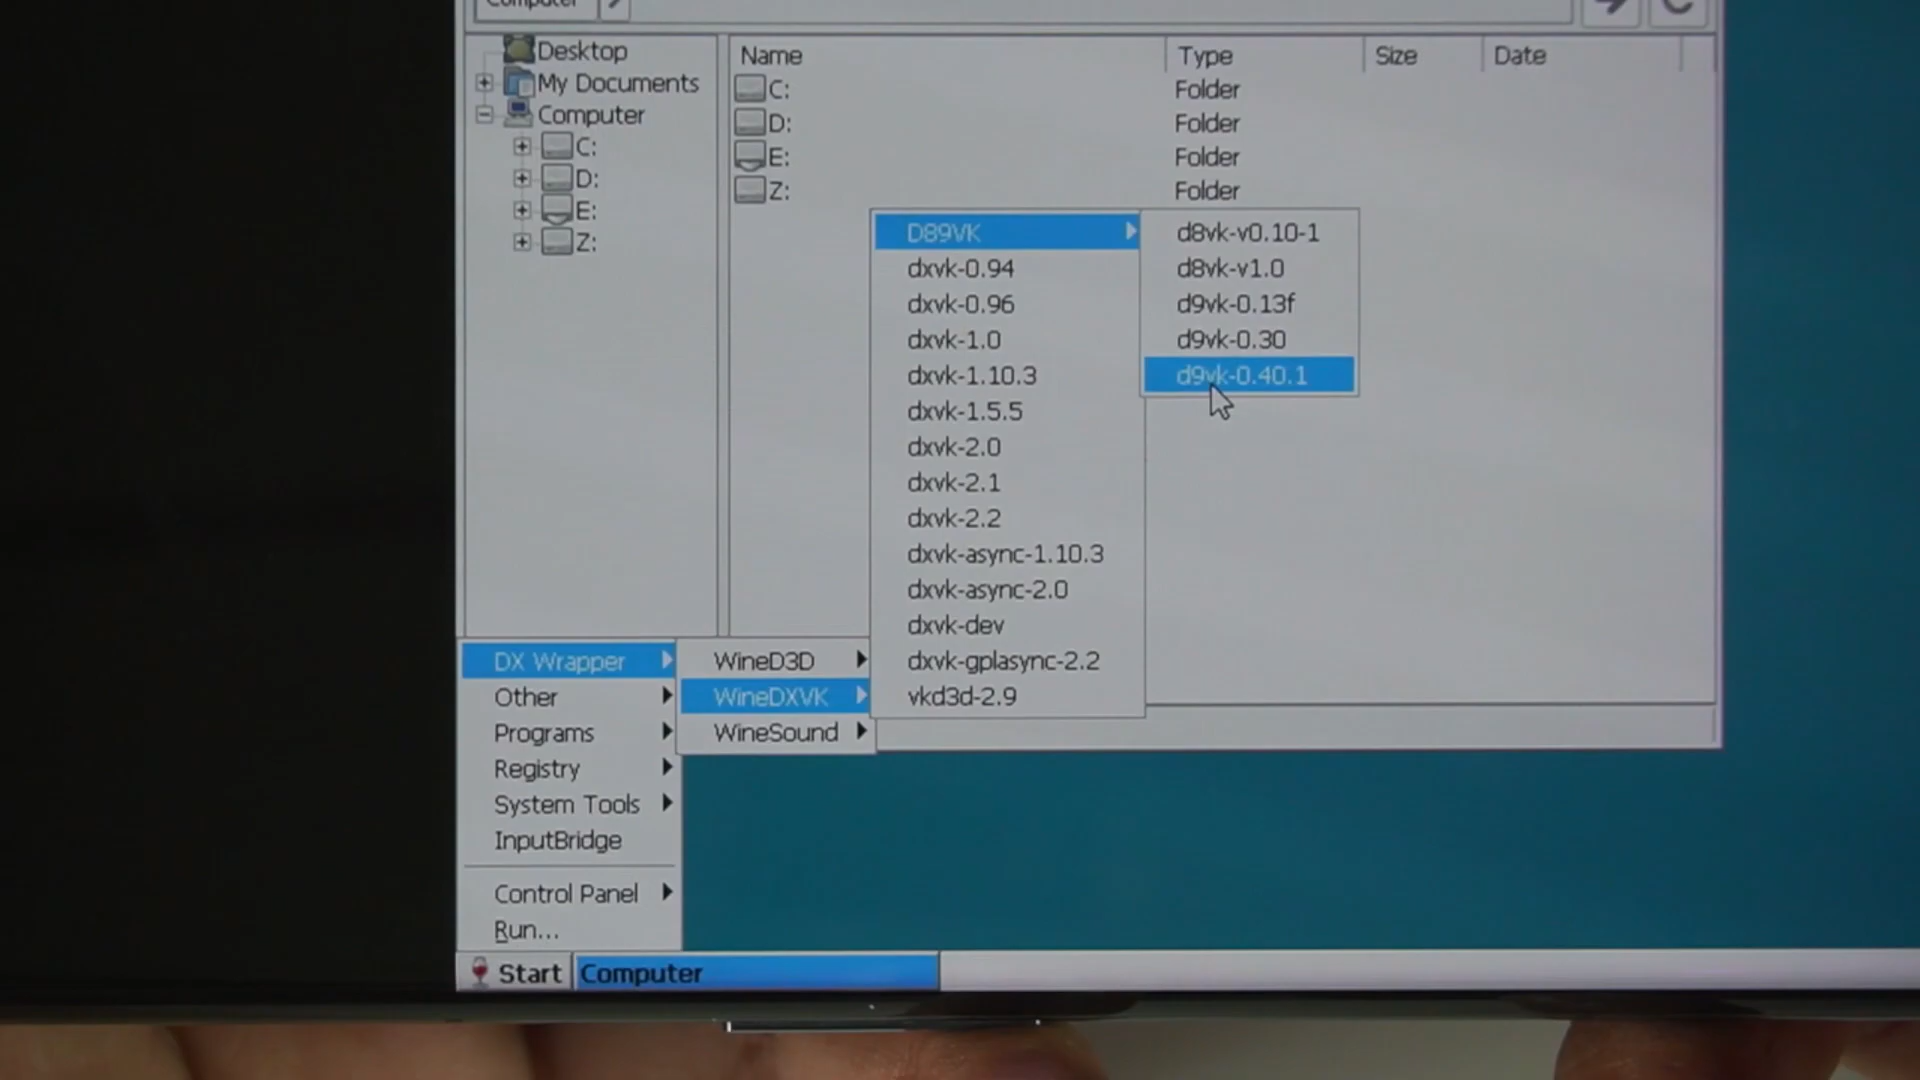 Computer
Desktop
My Documents
Computer
C:
D:
E:
Z:
Name Type Size Date
C: Folder
D: Folder
E: Folder
Z: Folder
D89VK
dxvk-0.94
dxvk-0.96
dxvk-1.0
dxvk-1.10.3
dxvk-1.5.5
dxvk-2.0
dxvk-2.1
dxvk-2.2
dxvk-async-1.10.3
dxvk-async-2.0
dxvk-dev
dxvk-gplasync-2.2
vkd3d-2.9
d8vk-v0.10-1
d8vk-v1.0
d9vk-0.13f
d9vk-0.30
d9vk-0.40.1
DX Wrapper
Other
Programs
Registry
System Tools
InputBridge
Control Panel
Run...
WineD3D
WineDXVK
WineSound
Start Computer